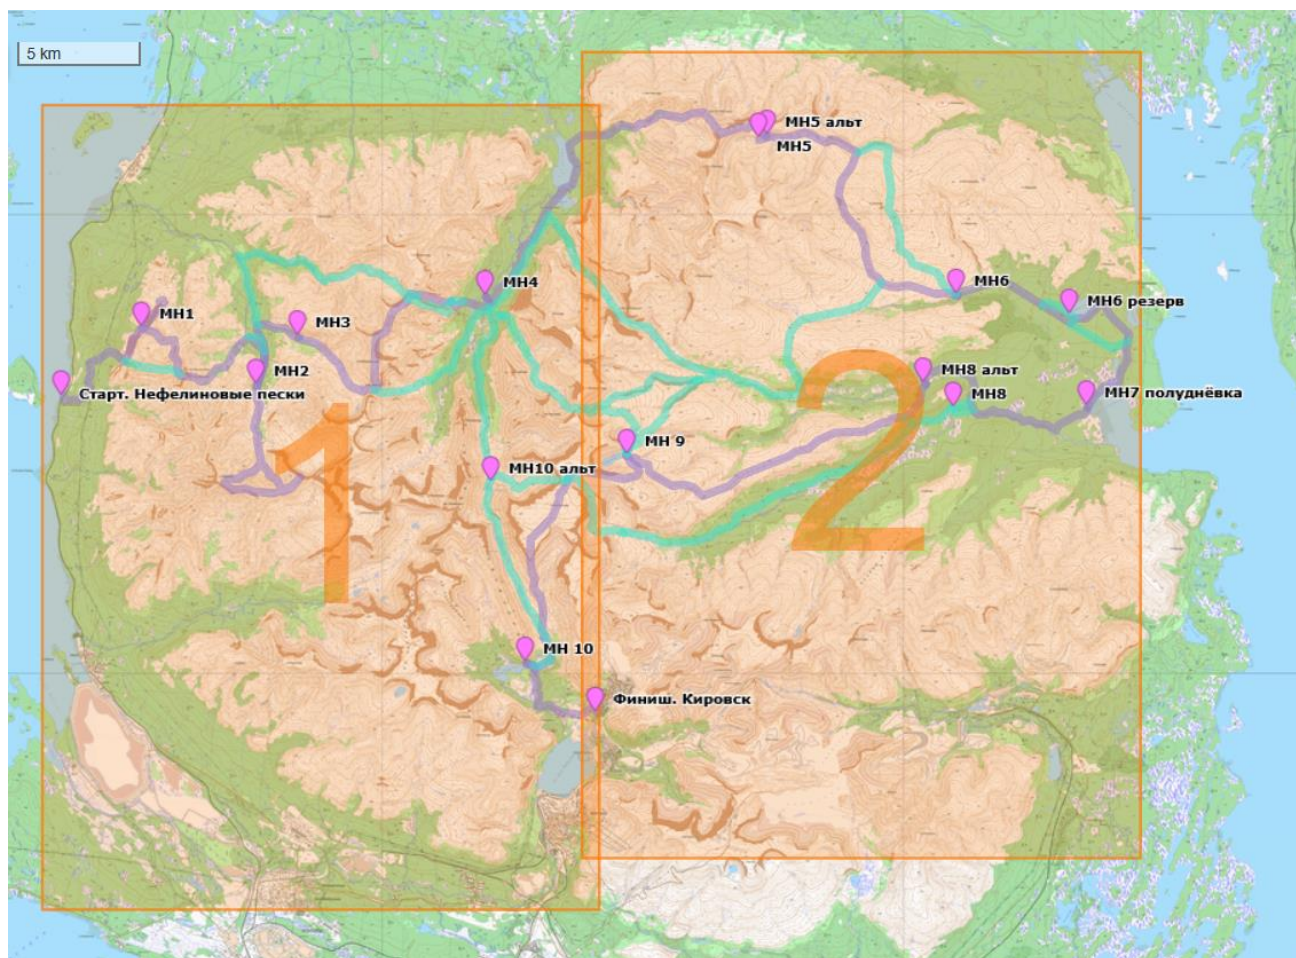 5 km
МН5 альт
МН5
МН4
МН6
МН6 резерв
МН1
МН3
МН2
Старт. Нефелиновые пески
МН8 альт
МН8
МН7 полуднёвка
МН 9
МН10 альт
1
2
МН 10
Финиш. Кировск